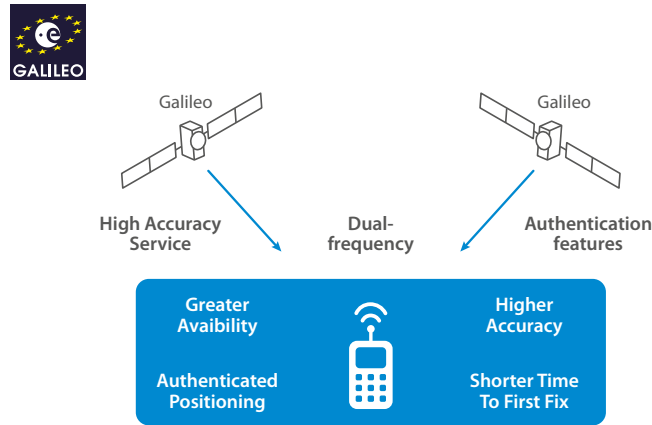 GALILEO
Galileo
Galileo
High Accuracy
Service
Dual-
frequency
Authentication
features
Greater
Avaibility
Higher
Accuracy
Authenticated
Positioning
Shorter Time
To First Fix